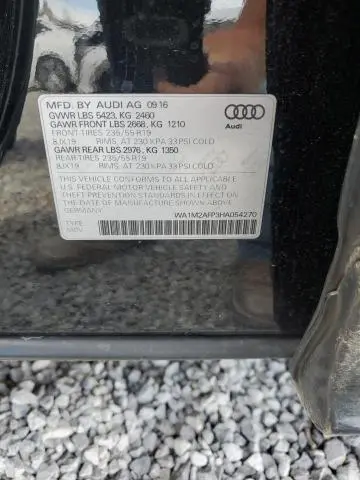 MFD. BY AUDI AG 09.16
GVWR LBS 5423, KG 2460
GAWR FRONT LBS 2668, KG 1210
FRONT TIRES 235/55 R19
8JX19 RIMS, AT 230 KPA 33 PSI COLD
GAWR REAR LBS 2976, KG 1350
REAR TIRES 235/55 R19
8JX19 RIMS, AT 230 KPA 33 PSI COLD
Audi
THIS VEHICLE CONFORMS TO ALL APPLICABLE
U.S. FEDERAL MOTOR VEHICLE SAFETY AND
THEFT PREVENTION STANDARDS IN EFFECT ON
THE DATE OF MANUFACTURE SHOWN ABOVE.
WA1M2AFP3HA054270
TYPE:
MPV